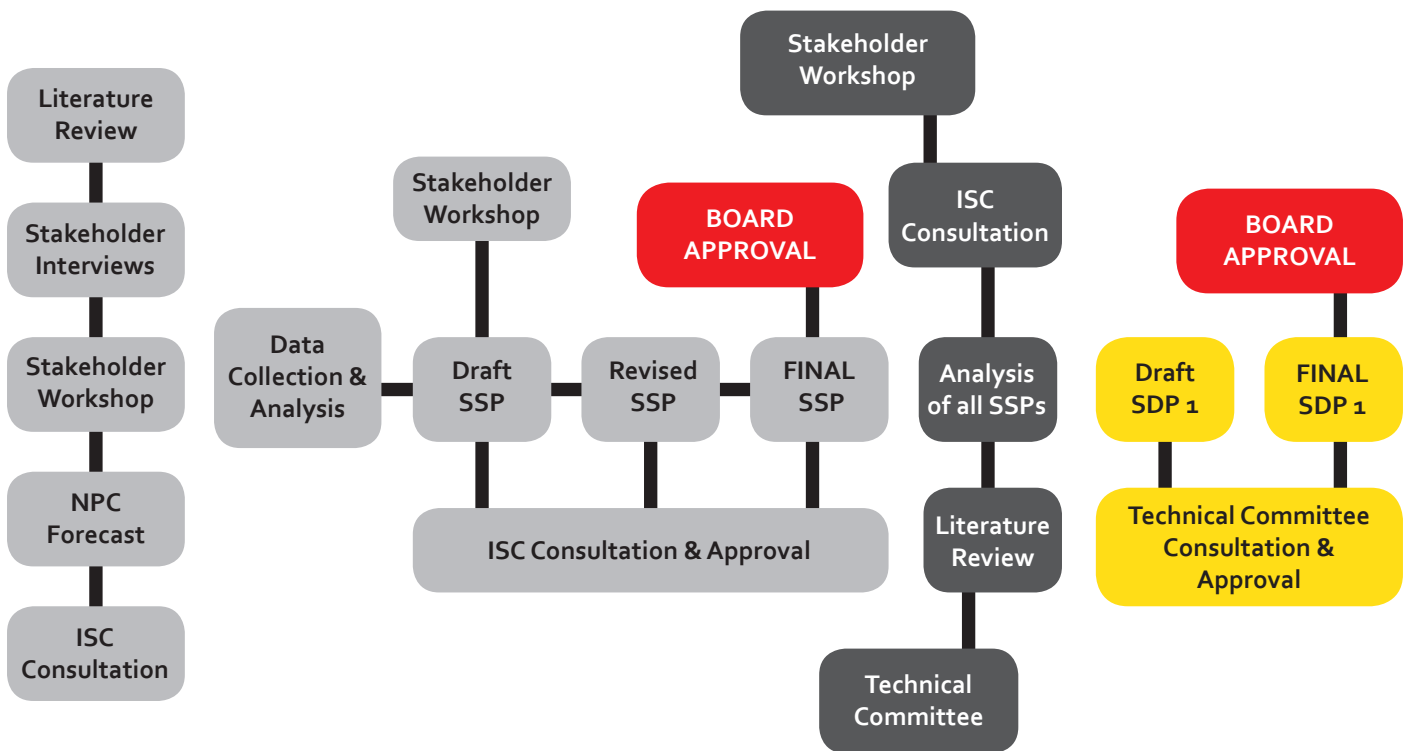 Literature
Review
Stakeholder
Interviews
Stakeholder
Workshop
NPC
Forecast
ISC
Consultation
Data
Collection &
Analysis
Stakeholder
Workshop
Draft
SSP
Revised
SSP
BOARD
APPROVAL
FINAL
SSP
ISC Consultation & Approval
Stakeholder
Workshop
ISC
Consultation
Analysis
of all SSPs
Literature
Review
Technical
Committee
Draft
SDP 1
BOARD
APPROVAL
FINAL
SDP 1
Technical Committee
Consultation &
Approval